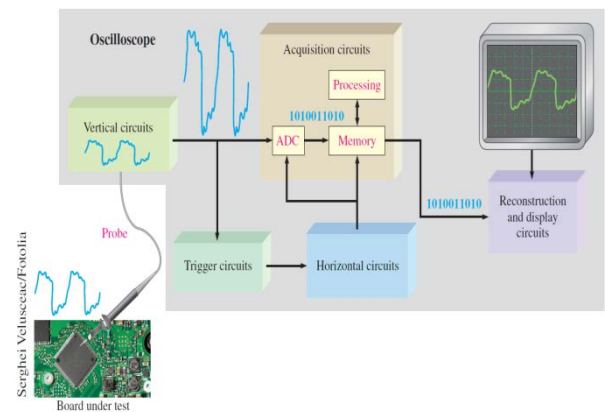 Oscilloscope
Acquisition circuits
Processing
Vertical circuits
1010011010
ADC
Memory
1010011010
Reconstruction
and display
circuits
Probe
Trigger circuits
Horizontal circuits
Serghei Velusceac/Fotolia
Board under test